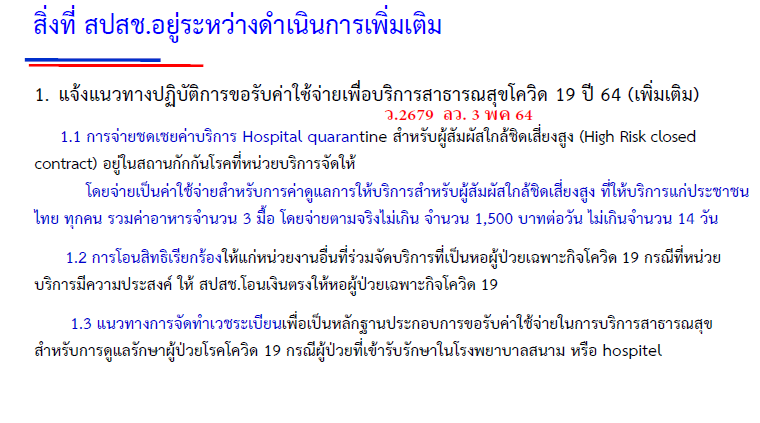 สิ่งที่ สปสช.อยู่ระหว่างดำเนินการเพิ่มเติม
1. แจ้งแนวทางปฏิบัติการขอรับค่าใช้จ่ายเพื่อบริการสาธารณสุขโควิด 19 ปี 64 (เพิ่มเติม)
ว.2679 ลว. 3 พค 64
1.1 การจ่ายชดเชยค่าบริการ Hospital quarantine สำหรับผู้สัมผัสใกล้ชิดเสี่ยงสูง (High Risk closed
contract) อยู่ในสถานกักกันโรคที่หน่วยบริการจัดให้
โดยจ่ายเป็นค่าใช้จ่ายสำหรับการค่าดูแลการให้บริการสำหรับผู้สัมผัสใกล้ชิดเสี่ยงสูง ที่ให้บริการแก่ประชาชน
ไทย ทุกคน รวมค่าอาหารจำนวน 3 มื้อ โดยจ่ายตามจริงไม่เกิน จำนวน 1,500 บาทต่อวัน ไม่เกินจำนวน 14 วัน
1.2 การโอนสิทธิเรียกร้องให้แก่หน่วยงานอื่นที่ร่วมจัดบริการที่เป็นหอผู้ป่วยเฉพาะกิจโควิด 19 กรณีที่หน่วย
บริการมีความประสงค์ ให้ สปสช.โอนเงินตรงให้หอผู้ป่วยเฉพาะกิจโควิด 19
1.3 แนวทางการจัดทำเวชระเบียนเพื่อเป็นหลักฐานประกอบการขอรับค่าใช้จ่ายในการบริการสาธารณสุข
สำหรับการดูแลรักษาผู้ป่วยโรคโควิด 19 กรณีผู้ป่วยที่เข้ารับรักษาในโรงพยาบาลสนาม หรือ hospitel